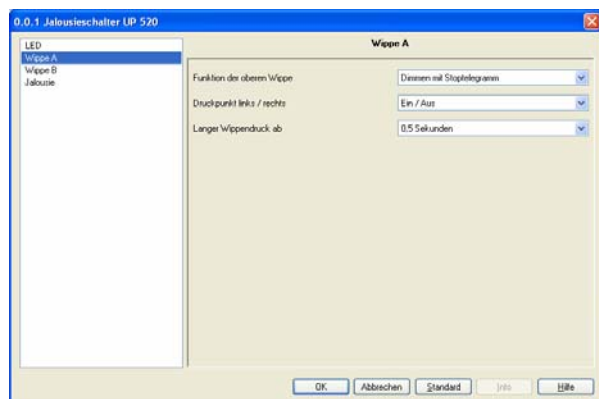 0.0.1 Jalousieschalter UP 520
LED
Wippe A
Wippe B
Jalousie
Wippe A
Funktion der oberen Wippe
Dimmen mit Stoptelegramm
Druckpunkt links / rechts
Ein / Aus
Langer Wippendruck ab
0,5 Sekunden
OK
Abbrechen
Standard
Info
Hilfe